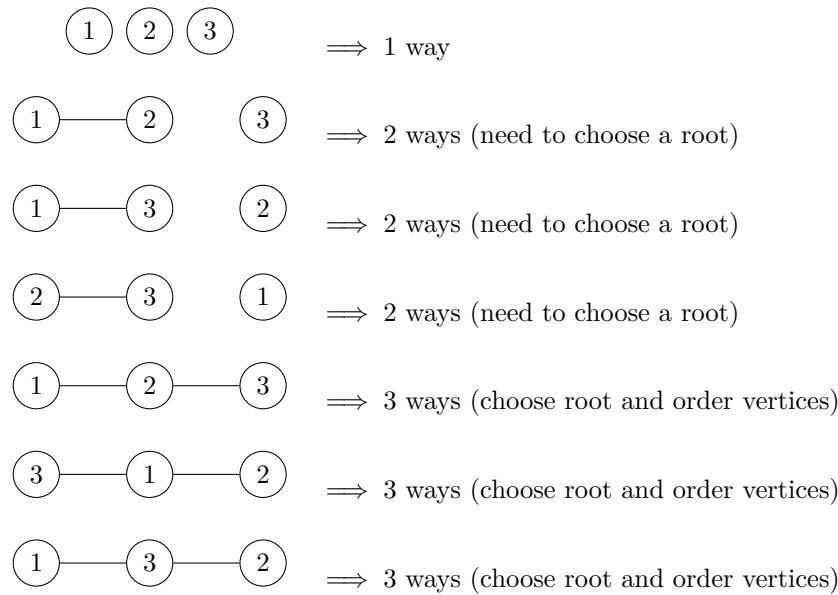 1 2 3 ⟹ 1 way
1 2 3 ⟹ 2 ways (need to choose a root)
1 3 2 ⟹ 2 ways (need to choose a root)
2 3 1 ⟹ 2 ways (need to choose a root)
1 2 3 ⟹ 3 ways (choose root and order vertices)
3 1 2 ⟹ 3 ways (choose root and order vertices)
1 3 2 ⟹ 3 ways (choose root and order vertices)